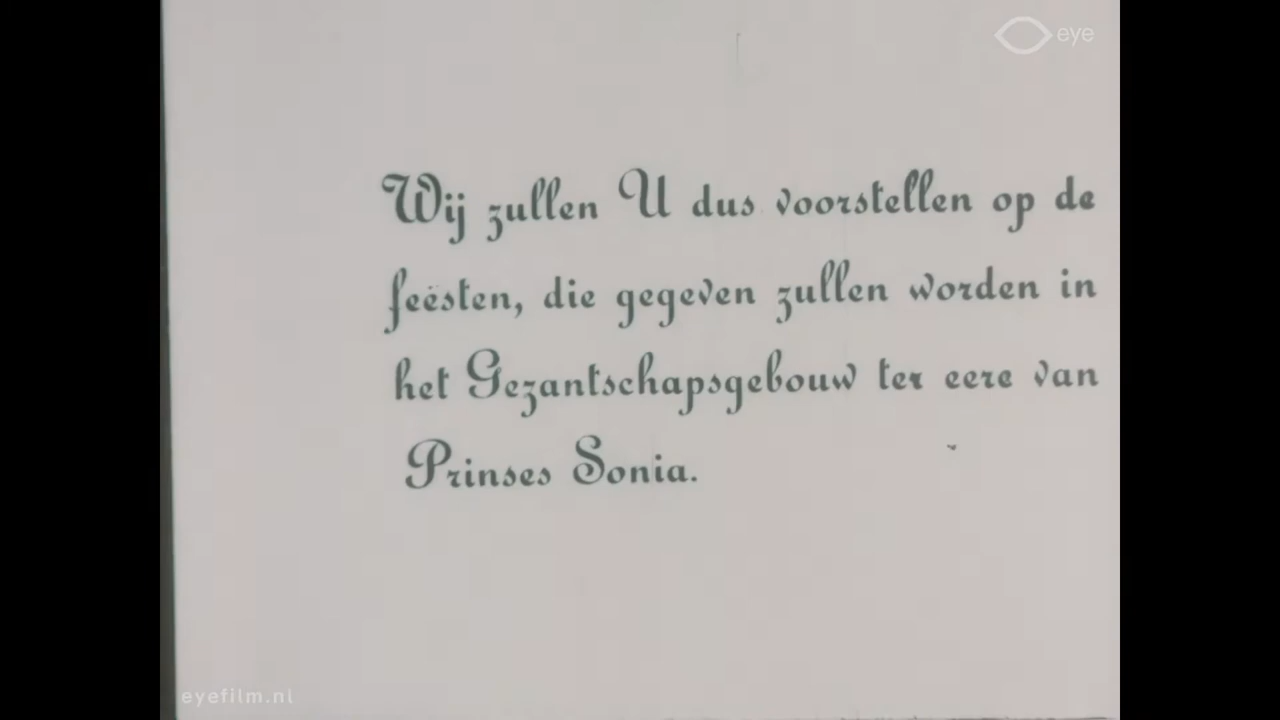 eye
Wij zullen U dus voorstellen op de
feësten, die gegeven zullen worden in
het Gezantschapsgebouw ter eere van
Prinses Sonia.
eyefilm.nl